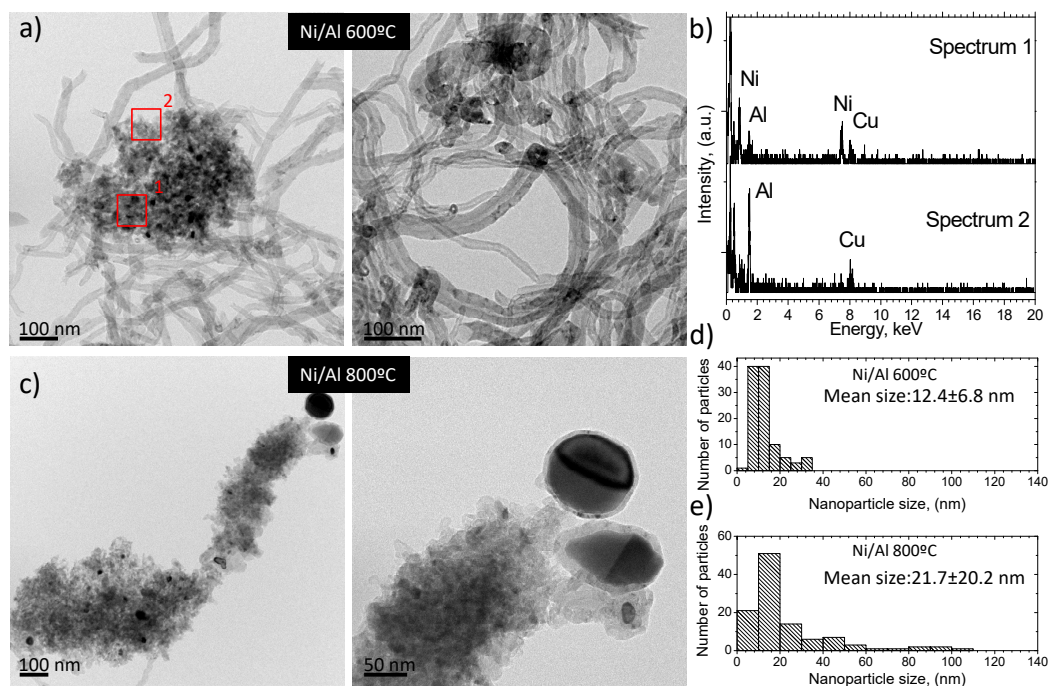 a)
Ni/Al 600ºC
2
1
100 nm
100 nm
b)
Spectrum 1
Ni
Al
Ni
Cu
Spectrum 2
Al
Cu
Intensity, (a.u.)
0 2 4 6 8 10 12 14 16 18 20
Energy, keV
c)
Ni/Al 800ºC
100 nm
50 nm
d)
Ni/Al 600ºC
Mean size:12.4±6.8 nm
Number of particles
40
30
20
10
0
0 20 40 60 80 100 120 140
Nanoparticle size, (nm)
e)
Ni/Al 800ºC
Mean size:21.7±20.2 nm
Number of particles
60
40
20
0
0 20 40 60 80 100 120 140
Nanoparticle size, (nm)